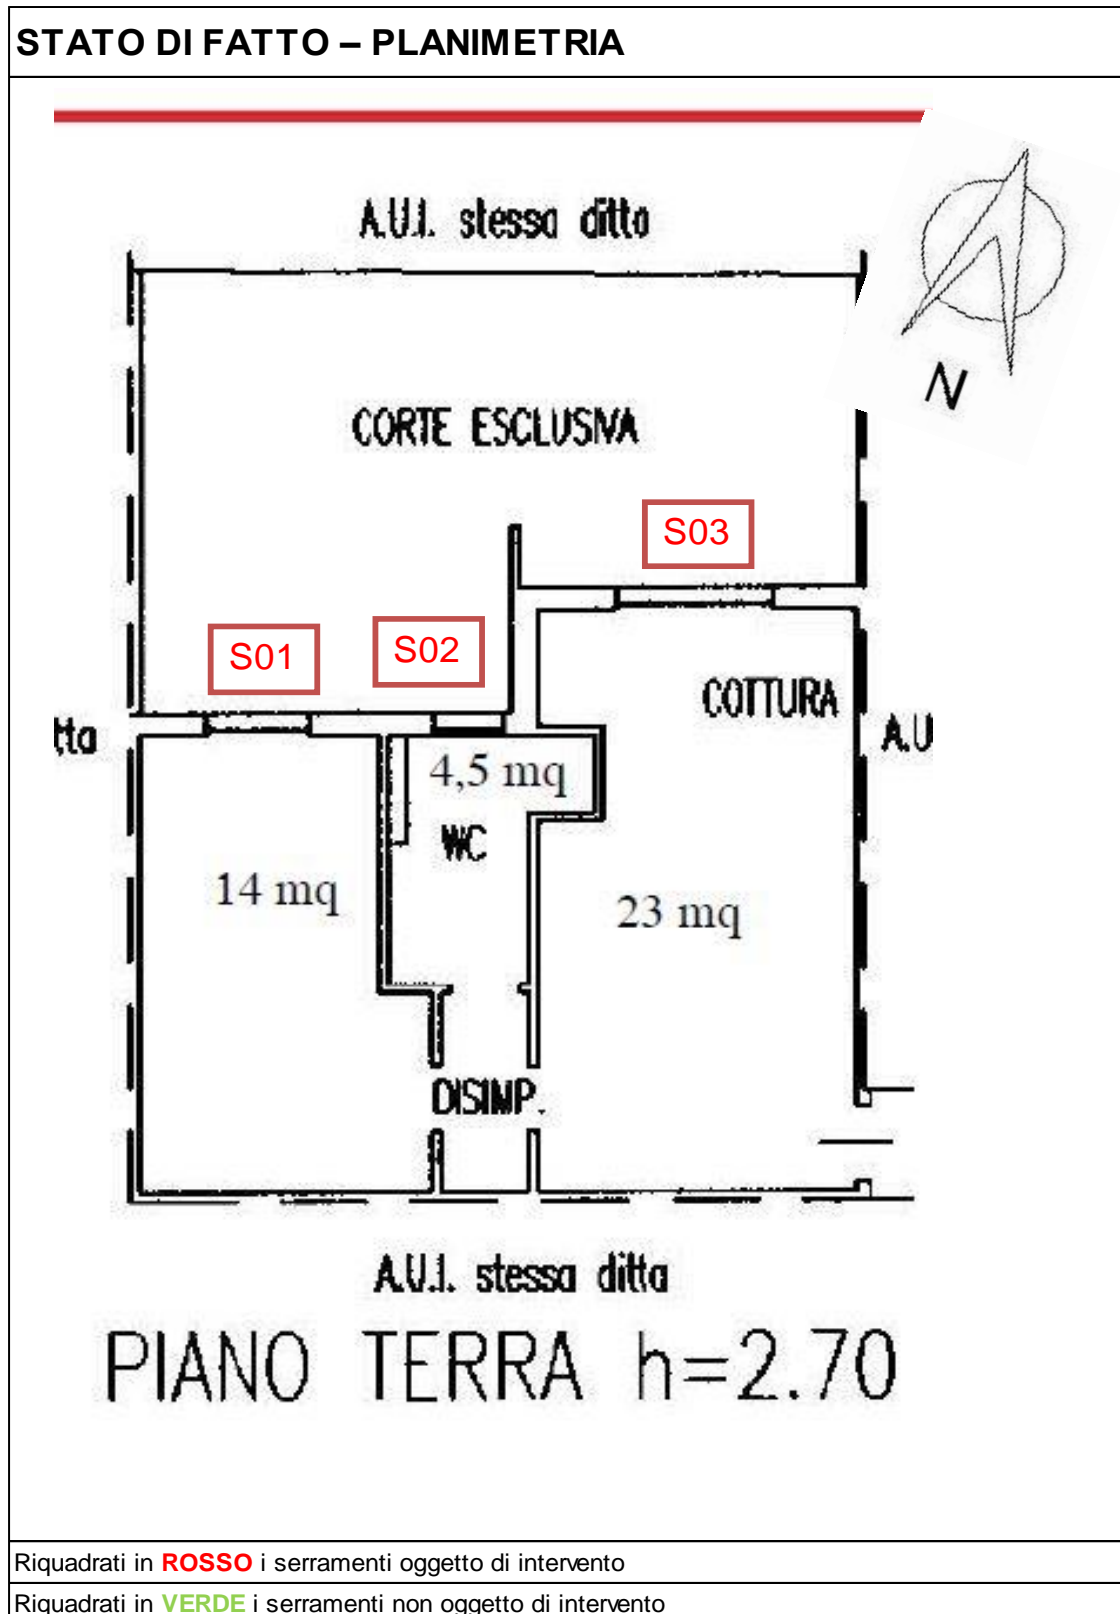 STATO DI FATTO – PLANIMETRIA
A.U.I. stessa ditta
N
CORTE ESCLUSIVA
S03
S01
S02
COTTURA
tta
A.U
4,5 mq
WC
14 mq
23 mq
DISIMP.
A.U.I. stessa ditta
PIANO TERRA h=2.70
Riquadrati in ROSSO i serramenti oggetto di intervento
Riquadrati in VERDE i serramenti non oggetto di intervento